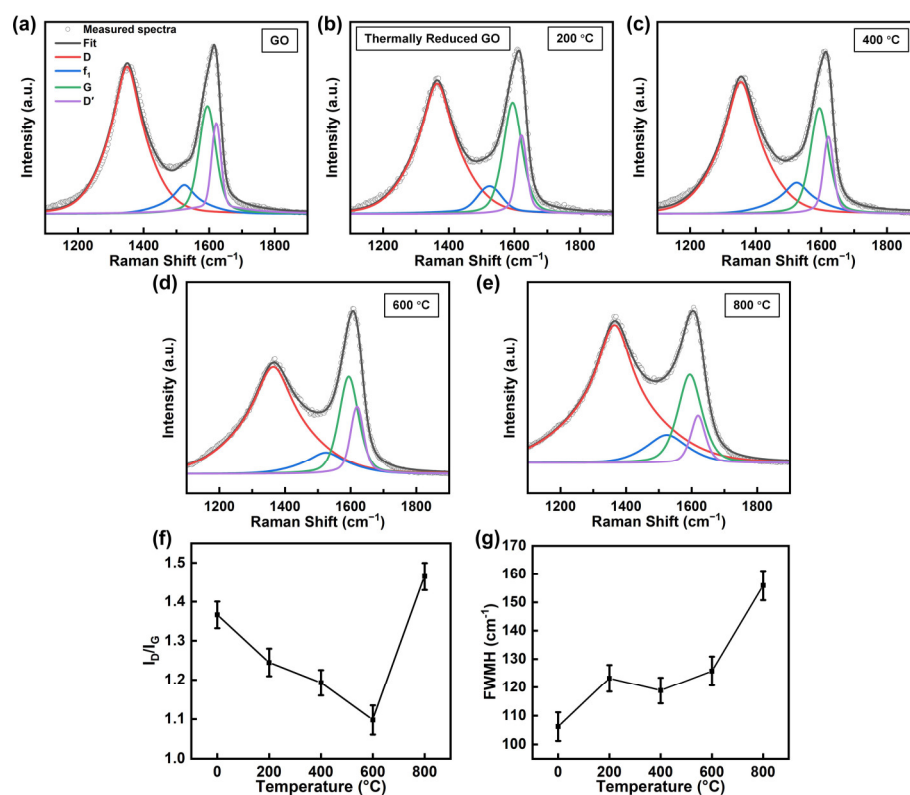 (a)
Measured spectra
Fit
D
f₁
G
D′
GO
Intensity (a.u.)
1200 1400 1600 1800
Raman Shift (cm⁻¹)
(b)
Thermally Reduced GO
200 °C
Intensity (a.u.)
1200 1400 1600 1800
Raman Shift (cm⁻¹)
(c)
400 °C
Intensity (a.u.)
1200 1400 1600 1800
Raman Shift (cm⁻¹)
(d)
600 °C
Intensity (a.u.)
1200 1400 1600 1800
Raman Shift (cm⁻¹)
(e)
800 °C
Intensity (a.u.)
1200 1400 1600 1800
Raman Shift (cm⁻¹)
(f)
I_D/I_G
1.5
1.4
1.3
1.2
1.1
1.0
0 200 400 600 800
Temperature (°C)
(g)
FWMH (cm⁻¹)
170
160
150
140
130
120
110
100
0 200 400 600 800
Temperature (°C)